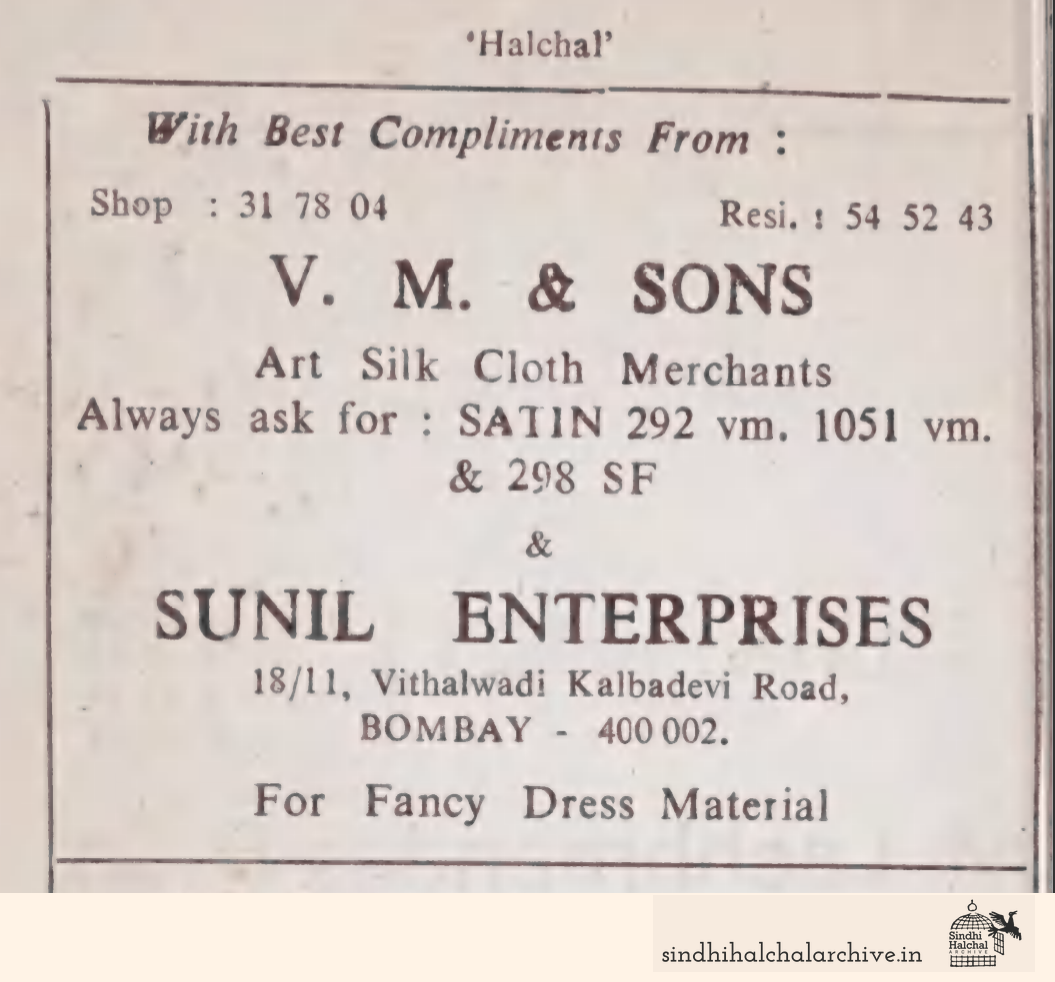 ‘Halchal’
With Best Compliments From :
Shop : 31 78 04 Resi. : 54 52 43
V. M. & SONS
Art Silk Cloth Merchants
Always ask for : SATIN 292 vm. 1051 vm.
& 298 SF
&
SUNIL ENTERPRISES
18/11, Vithalwadi Kalbadevi Road,
BOMBAY - 400 002.
For Fancy Dress Material
sindhihalchalarchive.in
Sindhi
Halchal
ARCHIVE